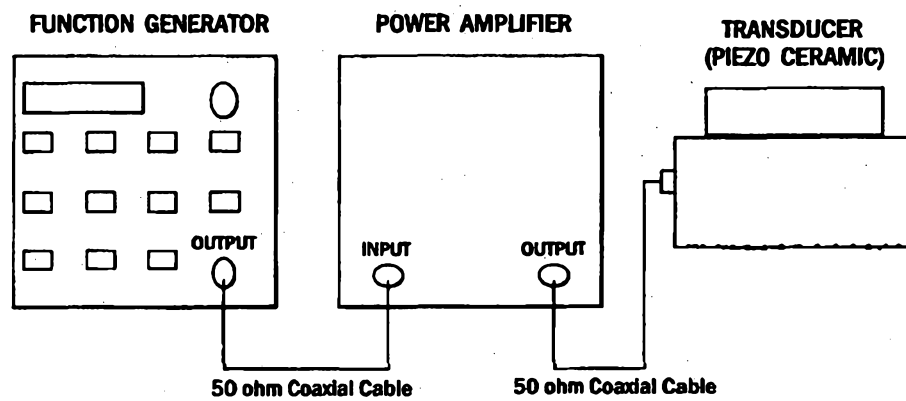 FUNCTION GENERATOR
POWER AMPLIFIER
TRANSDUCER
(PIEZO CERAMIC)
OUTPUT
INPUT
OUTPUT
50 ohm Coaxial Cable
50 ohm Coaxial Cable